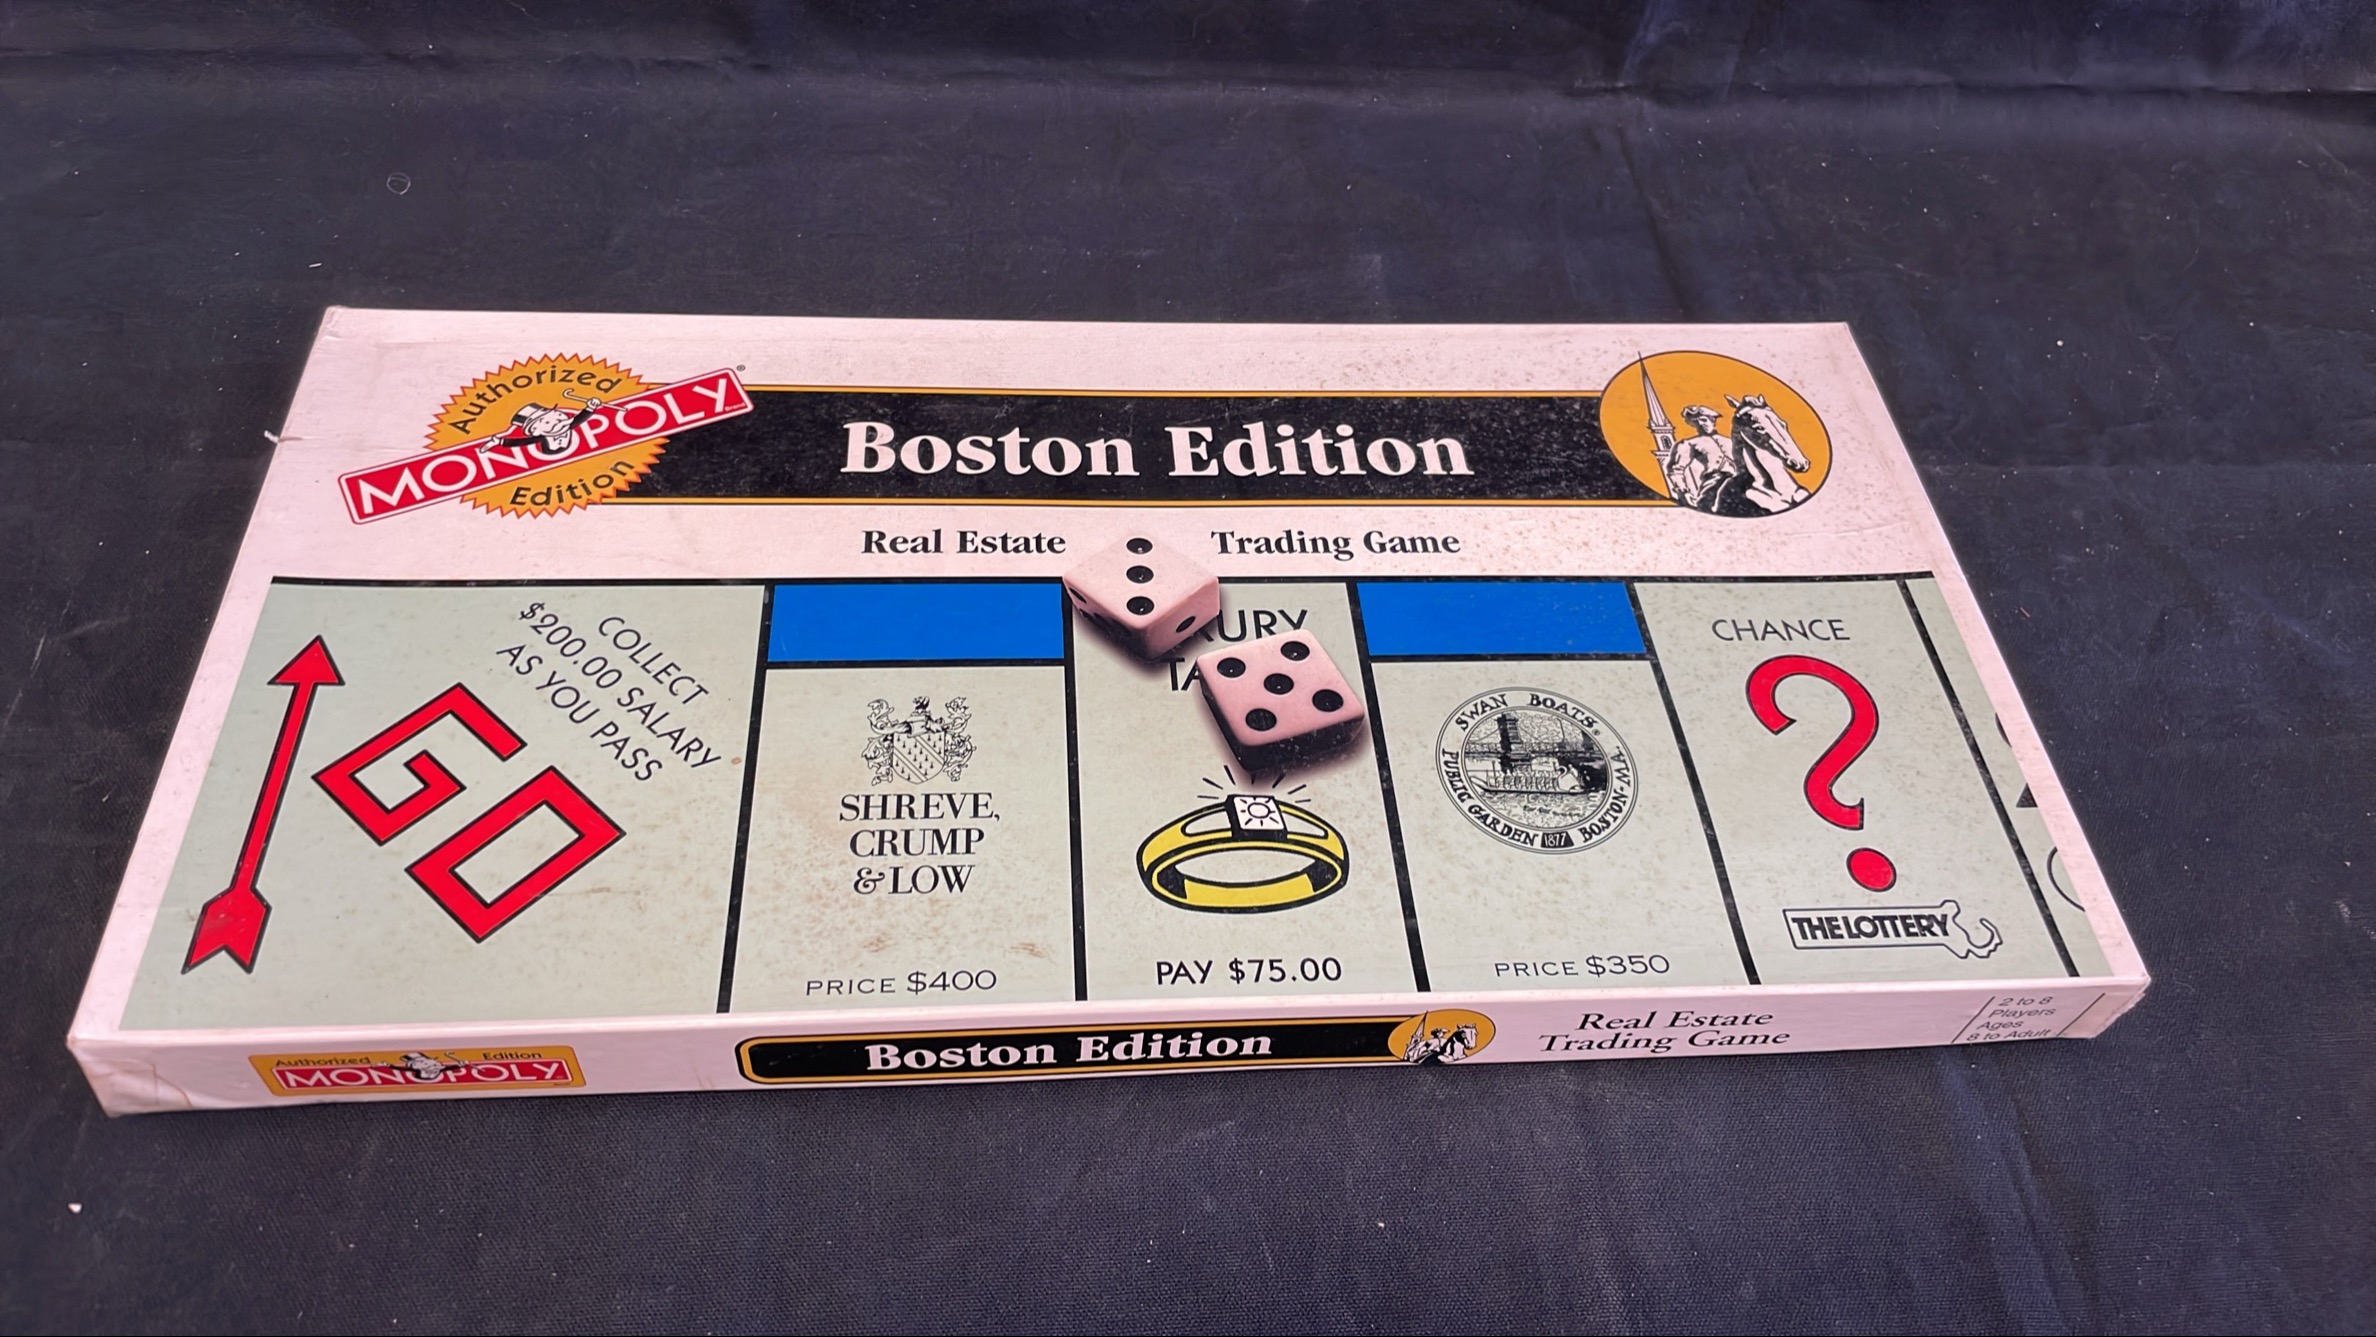 Authorized
MONOPOLY
Edition
Boston Edition
Real Estate Trading Game
COLLECT
$200.00 SALARY
AS YOU PASS
GO
SHREVE,
CRUMP
& LOW
PRICE $400
URY
TA
PAY $75.00
SWAN BOATS
PUBLIC GARDEN 1877 BOSTON-MA.
PRICE $350
CHANCE
?
THE LOTTERY
Authorized Edition
MONOPOLY
Boston Edition
Real Estate
Trading Game
2 to 8
Players
Ages
8 to Adult